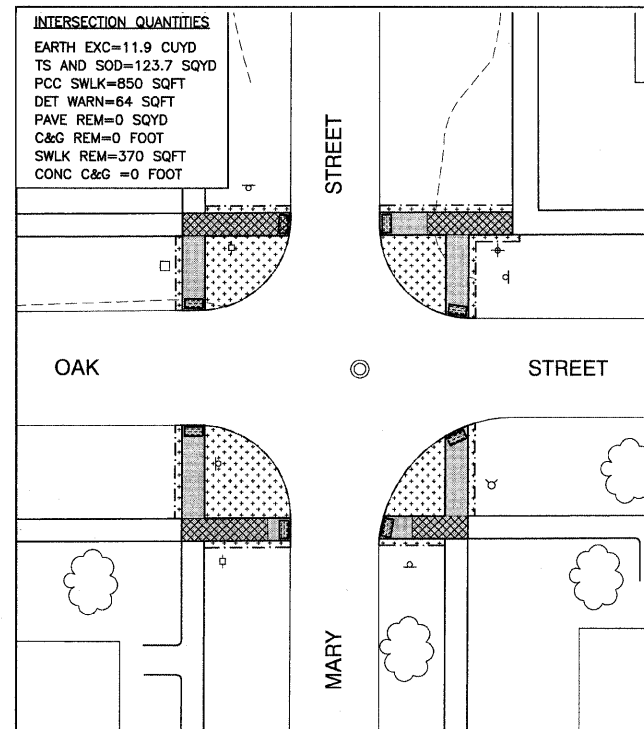 INTERSECTION QUANTITIES
EARTH EXC=11.9 CUYD
TS AND SOD=123.7 SQYD
PCC SWLK=850 SQFT
DET WARN=64 SQFT
PAVE REM=0 SQYD
C&G REM=0 FOOT
SWLK REM=370 SQFT
CONC C&G =0 FOOT
STREET
OAK
STREET
MARY